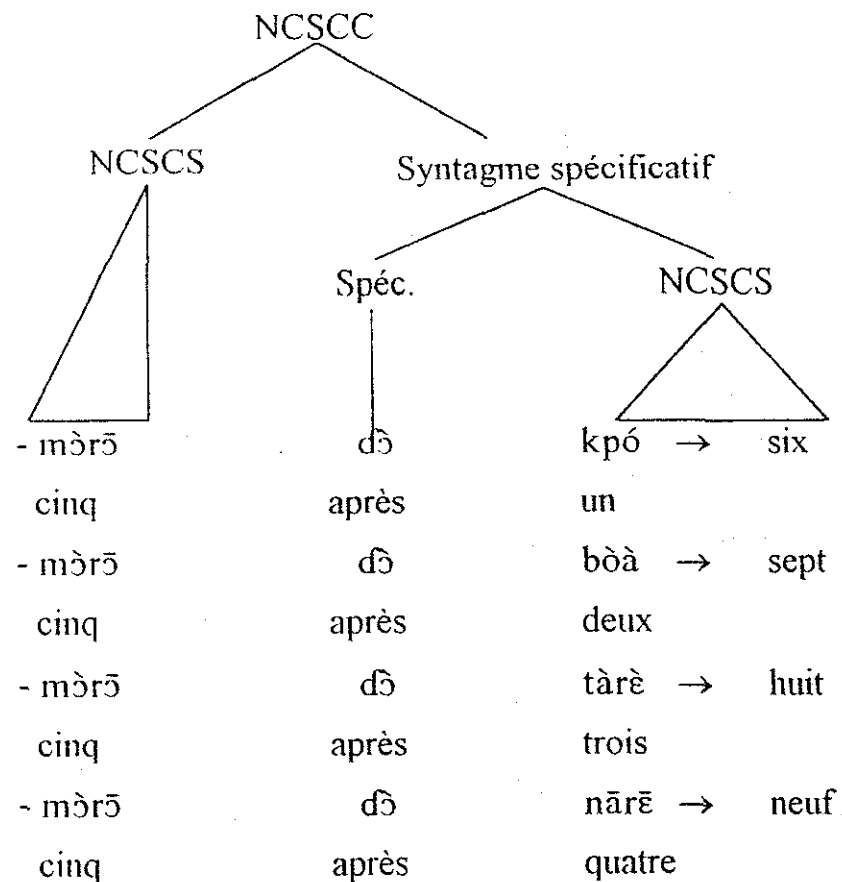 NCSCC
NCSCS Syntagme spécificatif
Spéc. NCSCS
- mɔ̀rɔ̄ dɔ̂ kpó → six
cinq après un
- mɔ̀rɔ̄ dɔ̂ bòà → sept
cinq après deux
- mɔ̀rɔ̄ dɔ̂ tàrɛ̀ → huit
cinq après trois
- mɔ̀rɔ̄ dɔ̂ nārɛ̄ → neuf
cinq après quatre